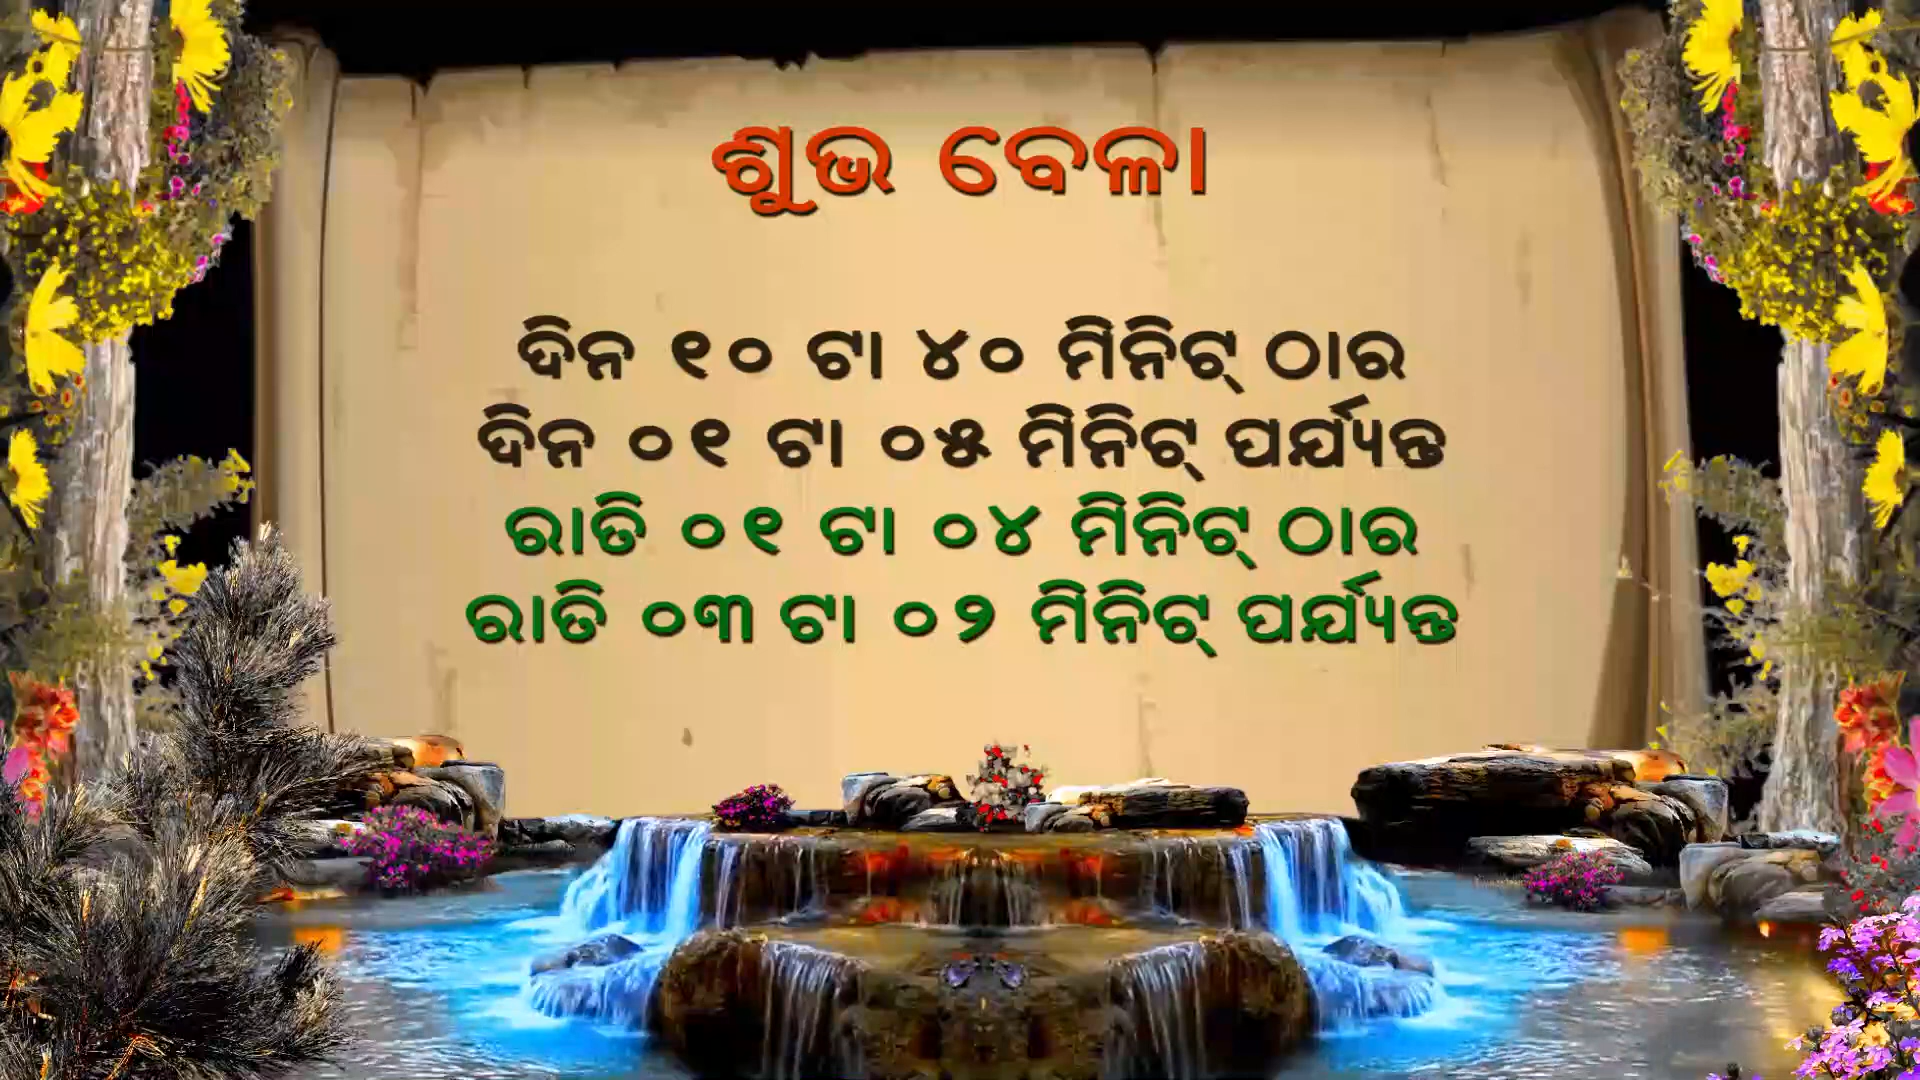 ଶୁଭ ବେଳା
ଦିନ ୧୦ ଟା ୪୦ ମିନିଟ୍ ଠାର
ଦିନ ୦୧ ଟା ୦୫ ମିନିଟ୍ ପର୍ଯ୍ୟନ୍ତ
ରାତି ୦୧ ଟା ୦୪ ମିନିଟ୍ ଠାର
ରାତି ୦୩ ଟା ୦୨ ମିନିଟ୍ ପର୍ଯ୍ୟନ୍ତ